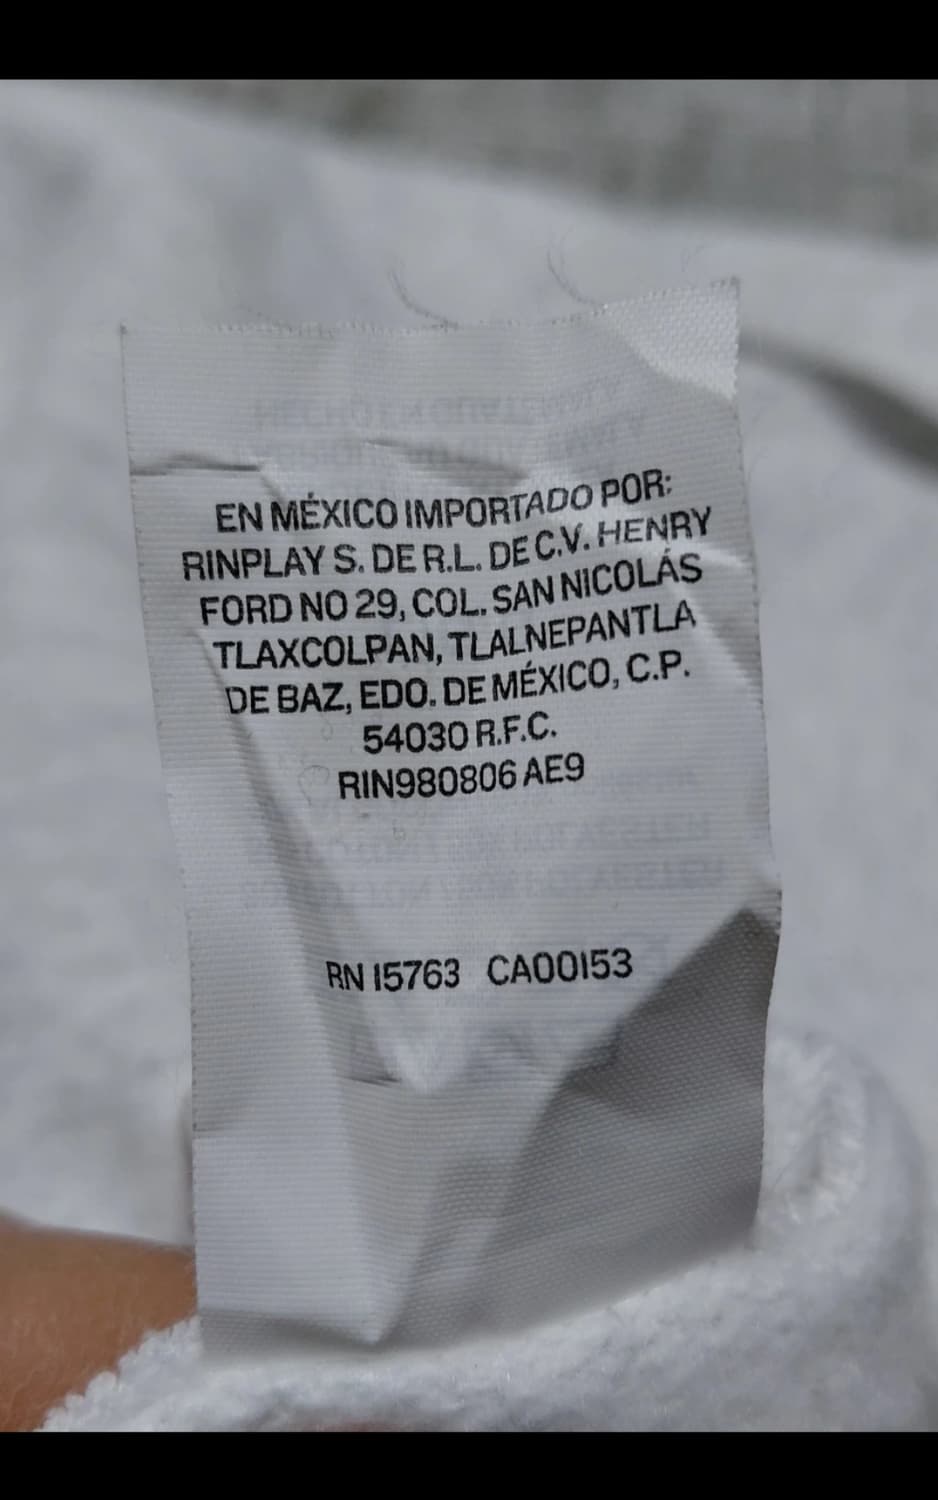 EN MÉXICO IMPORTADO POR:
RINPLAY S. DE R.L. DE C.V. HENRY
FORD NO 29, COL. SAN NICOLÁS
TLAXCOLPAN, TLALNEPANTLA
DE BAZ, EDO. DE MÉXICO, C.P.
54030 R.F.C.
RIN980806 AE9
RN 15763 CA00153